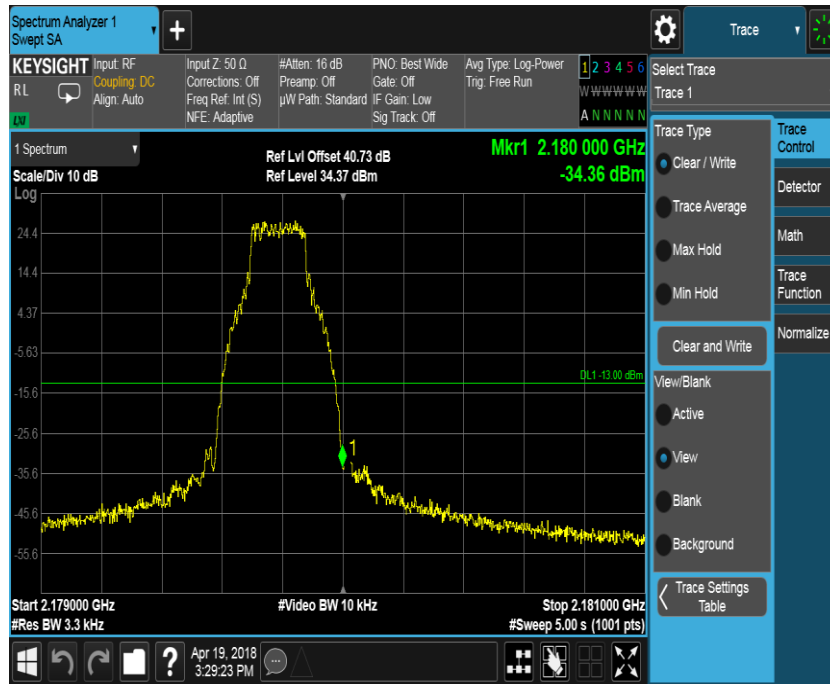 Spectrum Analyzer 1
Swept SA
+
Trace
KEYSIGHT
RL
LXI
Input: RF
Coupling: DC
Align: Auto
Input Z: 50 Ω
Corrections: Off
Freq Ref: Int (S)
NFE: Adaptive
#Atten: 16 dB
Preamp: Off
µW Path: Standard
PNO: Best Wide
Gate: Off
IF Gain: Low
Sig Track: Off
Avg Type: Log-Power
Trig: Free Run
1 2 3 4 5 6
W W W W W W
A N N N N N
Select Trace
Trace 1
1 Spectrum
Scale/Div 10 dB
Log
Ref Lvl Offset 40.73 dB
Ref Level 34.37 dBm
Mkr1 2.180 000 GHz
-34.36 dBm
24.4
14.4
4.37
-5.63
-15.6
-25.6
-35.6
-45.6
-55.6
DL1 -13.00 dBm
1
Start 2.179000 GHz
#Res BW 3.3 kHz
#Video BW 10 kHz
Stop 2.181000 GHz
#Sweep 5.00 s (1001 pts)
Trace Type
Clear / Write
Trace Average
Max Hold
Min Hold
Clear and Write
View/Blank
Active
View
Blank
Background
Trace Settings
Table
Trace
Control
Detector
Math
Trace
Function
Normalize
?
Apr 19, 2018
3:29:23 PM